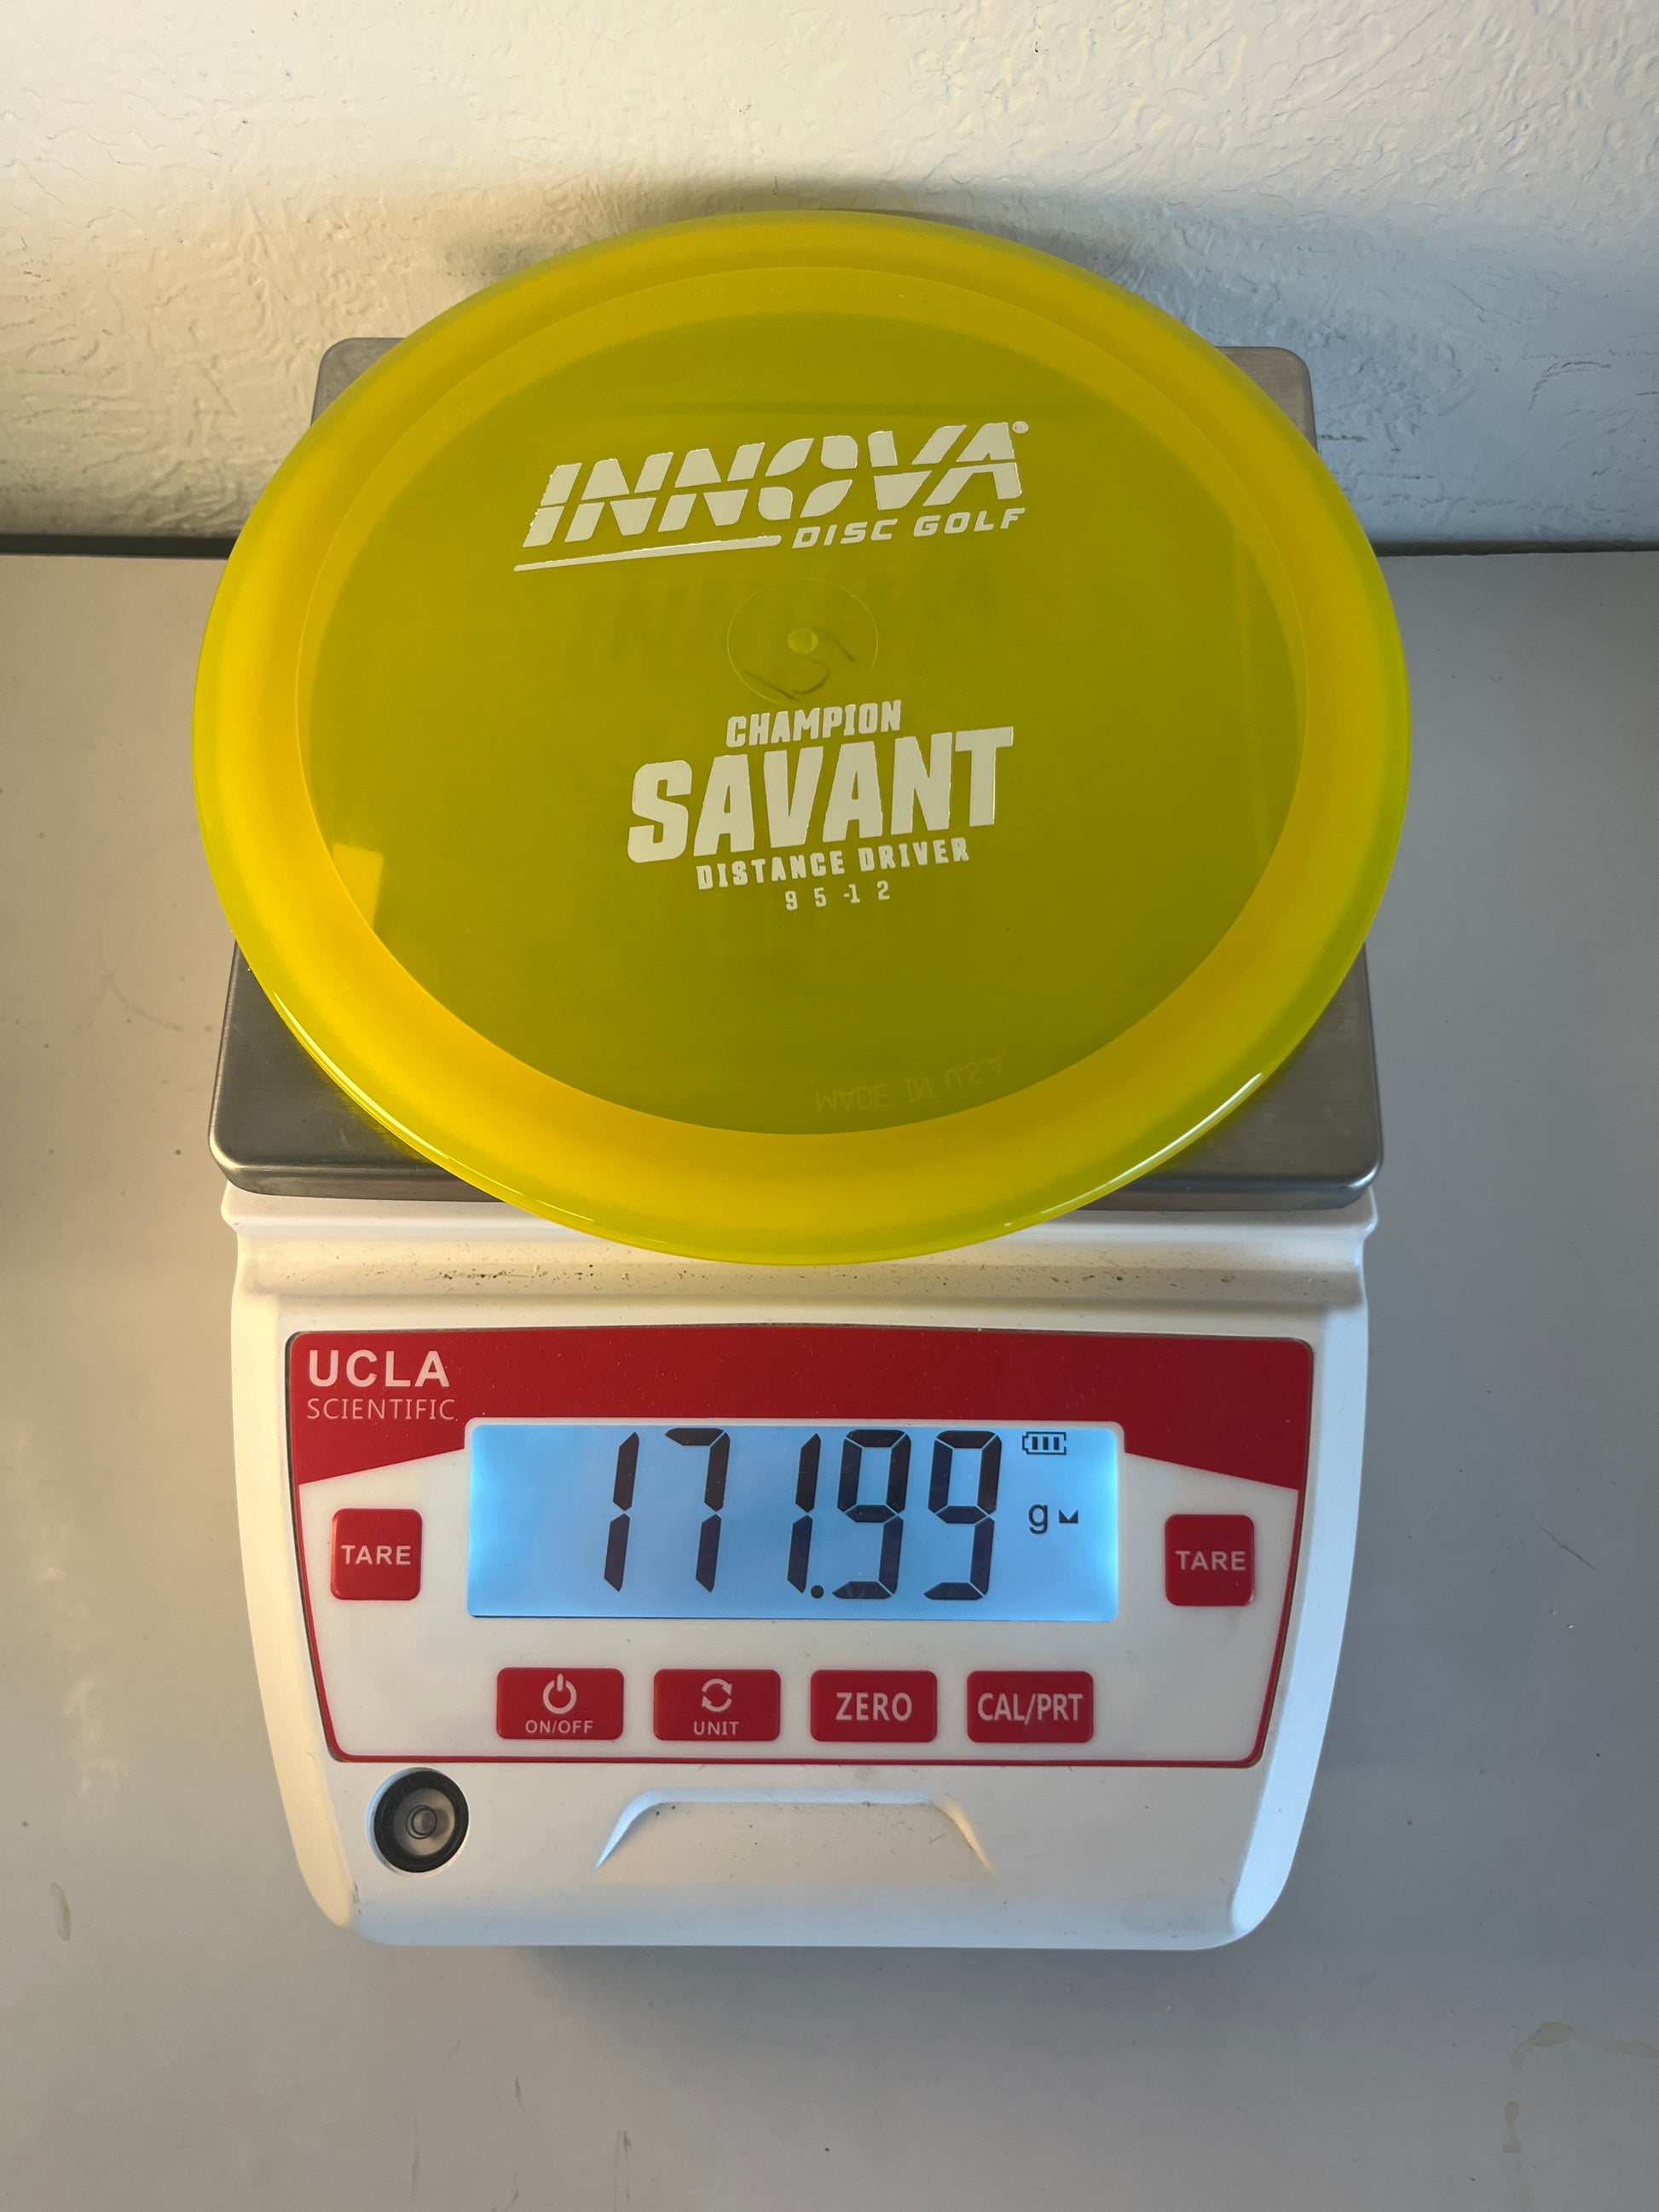 INNOVA®
DISC GOLF
CHAMPION
SAVANT
DISTANCE DRIVER
9 5 -1 2
MADE IN U.S.A.
UCLA
SCIENTIFIC
171.99 g
TARE
TARE
ON/OFF
UNIT
ZERO
CAL/PRT